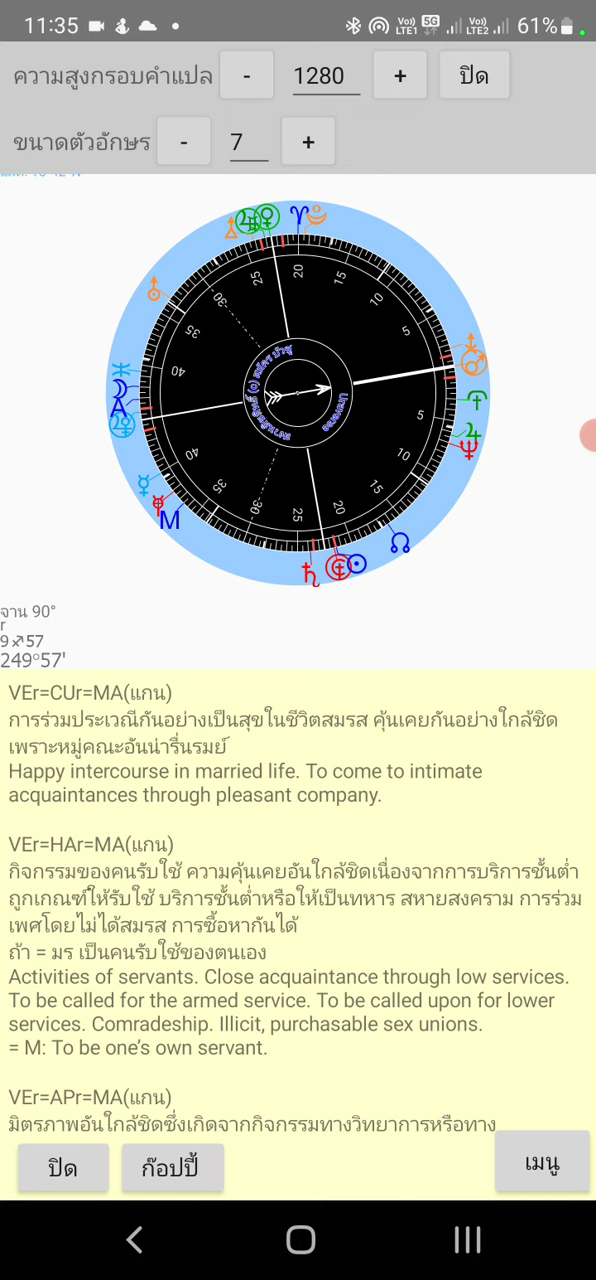 11:35
Vo) LTE1 5G Vo) LTE2 61%
ความสูงกรอบคำแปล - 1280 + ปิด
ขนาดตัวอักษร - 7 +
5
10
15
20
25
30
35
40
40
35
30
25
20
15
10
5
A
M
Universe
จาน 90°
r
9♐57
249°57'
VEr=CUr=MA(แกน)
การร่วมประเวณีกันอย่างเป็นสุขในชีวิตสมรส คุ้นเคยกันอย่างใกล้ชิด
เพราะหมู่คณะอันน่ารื่นรมย์
Happy intercourse in married life. To come to intimate
acquaintances through pleasant company.
VEr=HAr=MA(แกน)
กิจกรรมของคนรับใช้ ความคุ้นเคยอันใกล้ชิดเนื่องจากการบริการชั้นต่ำ
ถูกเกณฑ์ให้รับใช้ บริการชั้นต่ำหรือให้เป็นทหาร สหายสงคราม การร่วม
เพศโดยไม่ได้สมรส การซื้อหากันได้
ถ้า = มร เป็นคนรับใช้ของตนเอง
Activities of servants. Close acquaintance through low services.
To be called for the armed service. To be called upon for lower
services. Comradeship. Illicit, purchasable sex unions.
= M: To be one's own servant.
VEr=APr=MA(แกน)
มิตรภาพอันใกล้ชิดซึ่งเกิดจากกิจกรรมทางวิทยาการหรือทาง
ปิด ก๊อปปี้ เมนู